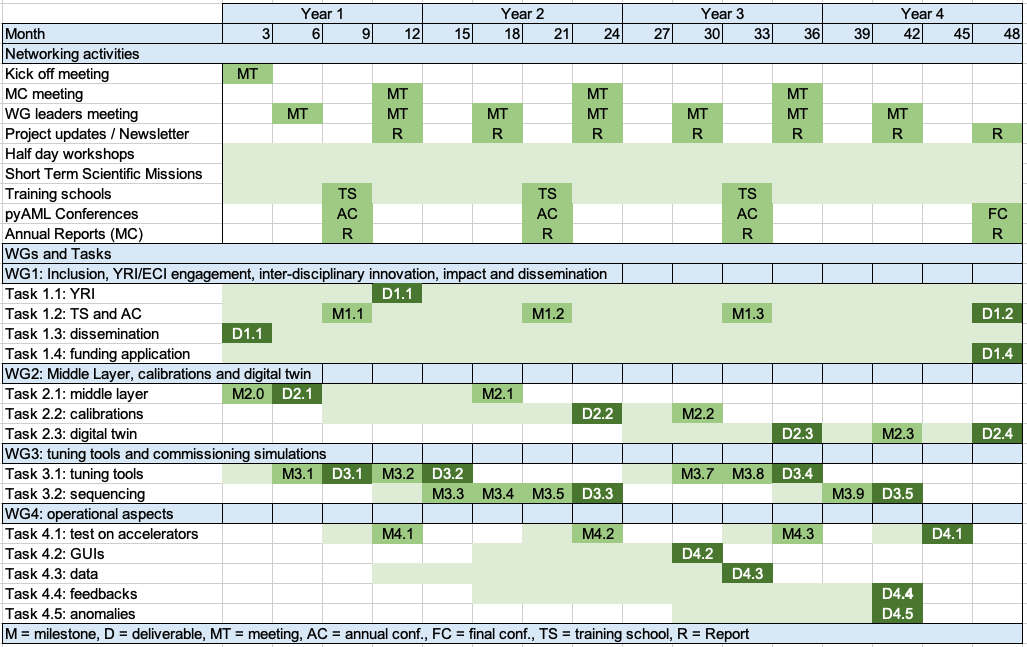 Year 1 Year 2 Year 3 Year 4
Month 3 6 9 12 15 18 21 24 27 30 33 36 39 42 45 48
Networking activities
Kick off meeting MT
MC meeting MT MT MT
WG leaders meeting MT MT MT MT MT MT MT
Project updates / Newsletter R R R R R R R
Half day workshops
Short Term Scientific Missions
Training schools TS TS TS
pyAML Conferences AC AC AC FC
Annual Reports (MC) R R R R
WGs and Tasks
WG1: Inclusion, YRI/ECI engagement, inter-disciplinary innovation, impact and dissemination
Task 1.1: YRI D1.1
Task 1.2: TS and AC M1.1 M1.2 M1.3 D1.2
Task 1.3: dissemination D1.1
Task 1.4: funding application D1.4
WG2: Middle Layer, calibrations and digital twin
Task 2.1: middle layer M2.0 D2.1 M2.1
Task 2.2: calibrations D2.2 M2.2
Task 2.3: digital twin D2.3 M2.3 D2.4
WG3: tuning tools and commissioning simulations
Task 3.1: tuning tools M3.1 D3.1 M3.2 D3.2 M3.7 M3.8 D3.4
Task 3.2: sequencing M3.3 M3.4 M3.5 D3.3 M3.9 D3.5
WG4: operational aspects
Task 4.1: test on accelerators M4.1 M4.2 M4.3 D4.1
Task 4.2: GUIs D4.2
Task 4.3: data D4.3
Task 4.4: feedbacks D4.4
Task 4.5: anomalies D4.5
M = milestone, D = deliverable, MT = meeting, AC = annual conf., FC = final conf., TS = training school, R = Report